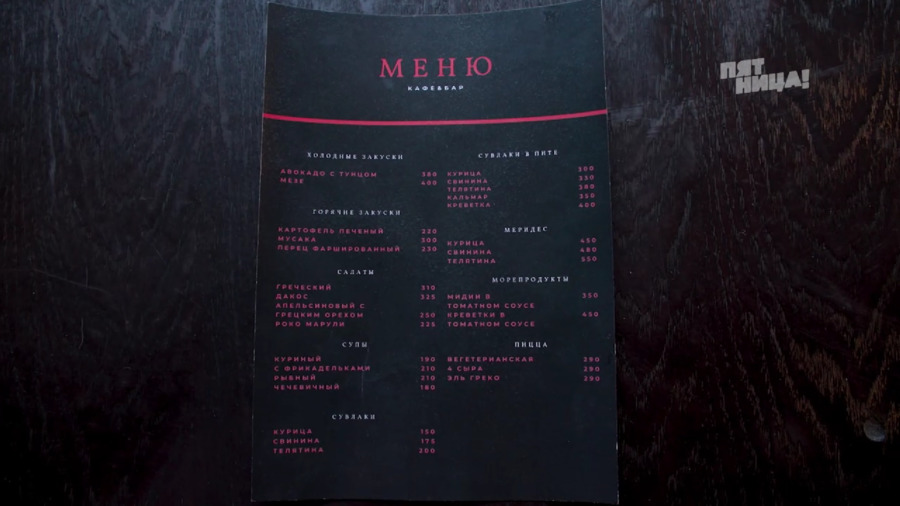 МЕНЮ
КАФЕ&БАР
ПЯТ
НИЦА!
ХОЛОДНЫЕ ЗАКУСКИ
АВОКАДО С ТУНЦОМ 380
МЕЗЕ 400
ГОРЯЧИЕ ЗАКУСКИ
КАРТОФЕЛЬ ПЕЧЕНЫЙ 220
МУСАКА 300
ПЕРЕЦ ФАРШИРОВАННЫЙ 230
САЛАТЫ
ГРЕЧЕСКИЙ 310
ДАКОС 325
АПЕЛЬСИНОВЫЙ С
ГРЕЦКИМ ОРЕХОМ 250
РОКО МАРУЛИ 225
СУПЫ
КУРИНЫЙ 190
С ФРИКАДЕЛЬКАМИ 210
РЫБНЫЙ 210
ЧЕЧЕВИЧНЫЙ 180
СУВЛАКИ
КУРИЦА 150
СВИНИНА 175
ТЕЛЯТИНА 200
СУВЛАКИ В ПИТЕ
КУРИЦА 300
СВИНИНА 330
ТЕЛЯТИНА 380
КАЛЬМАР 350
КРЕВЕТКА 400
МЕРИДЕС
КУРИЦА 450
СВИНИНА 480
ТЕЛЯТИНА 550
МОРЕПРОДУКТЫ
МИДИИ В 350
ТОМАТНОМ СОУСЕ
КРЕВЕТКИ В 450
ТОМАТНОМ СОУСЕ
ПИЦЦА
ВЕГЕТЕРИАНСКАЯ 290
4 СЫРА 290
ЭЛЬ ГРЕКО 390